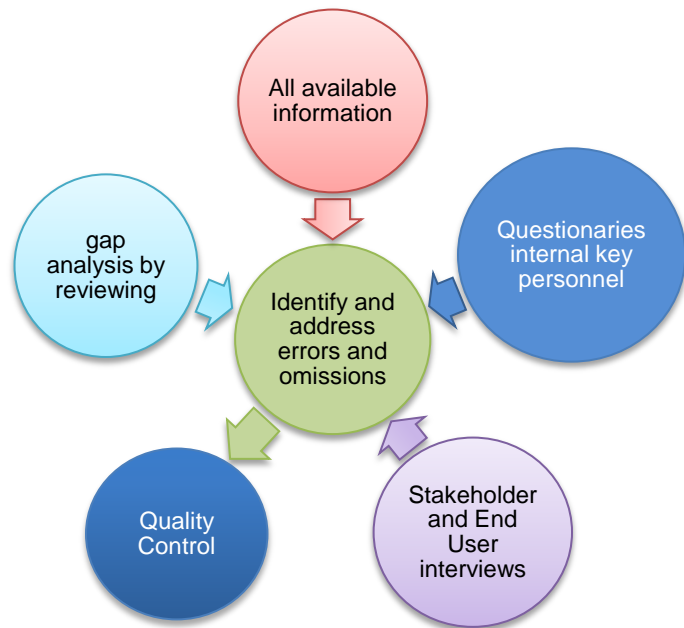 All available
information
gap
analysis by
reviewing
Questionaries
internal key
personnel
Identify and
address
errors and
omissions
Quality
Control
Stakeholder
and End
User
interviews